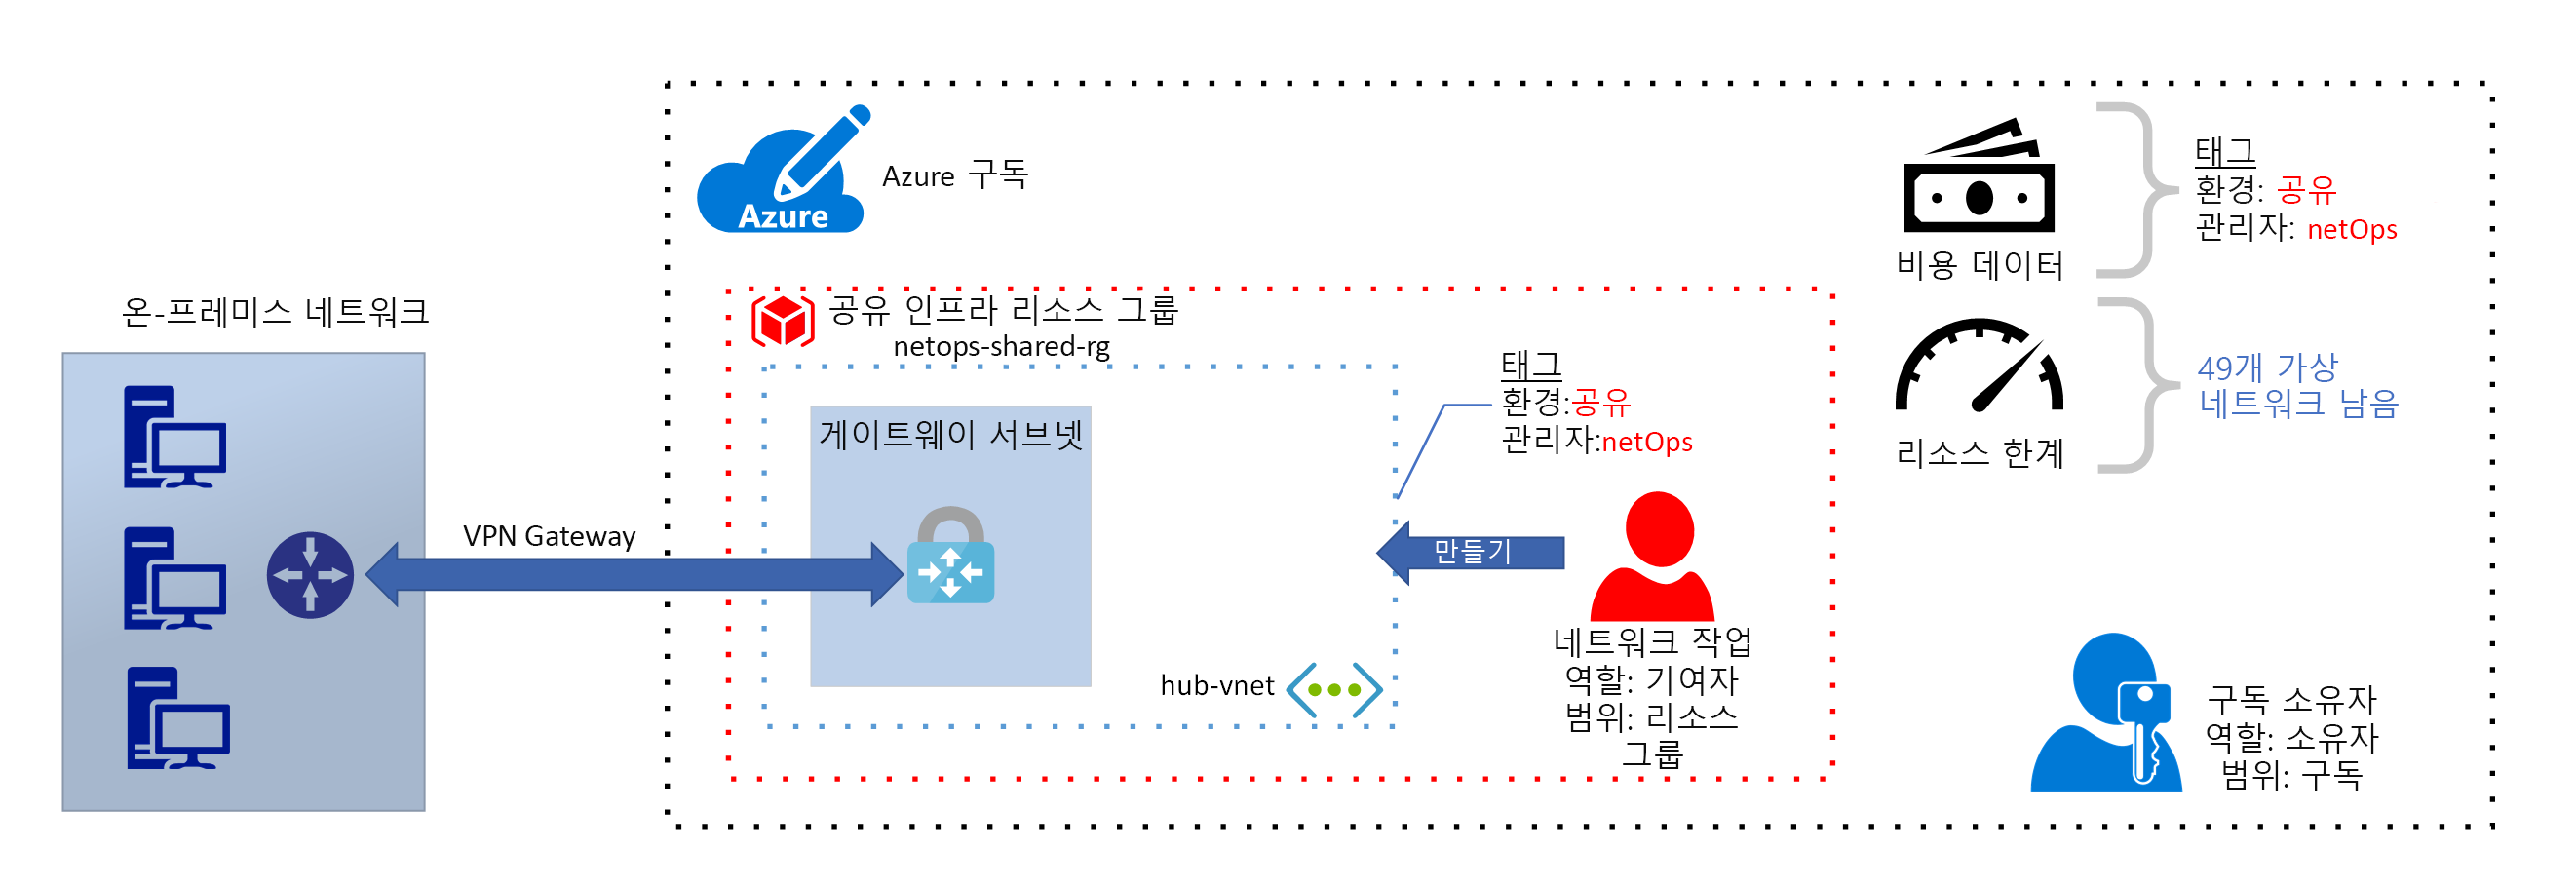 Azure
Azure 구독
비용 데이터
태그
환경: 공유
관리자: netOps
온-프레미스 네트워크
공유 인프라 리소스 그룹
netops-shared-rg
태그
환경:공유
관리자:netOps
리소스 한계
49개 가상
네트워크 남음
게이트웨이 서브넷
VPN Gateway
만들기
hub-vnet
네트워크 작업
역할: 기여자
범위: 리소스
그룹
구독 소유자
역할: 소유자
범위: 구독